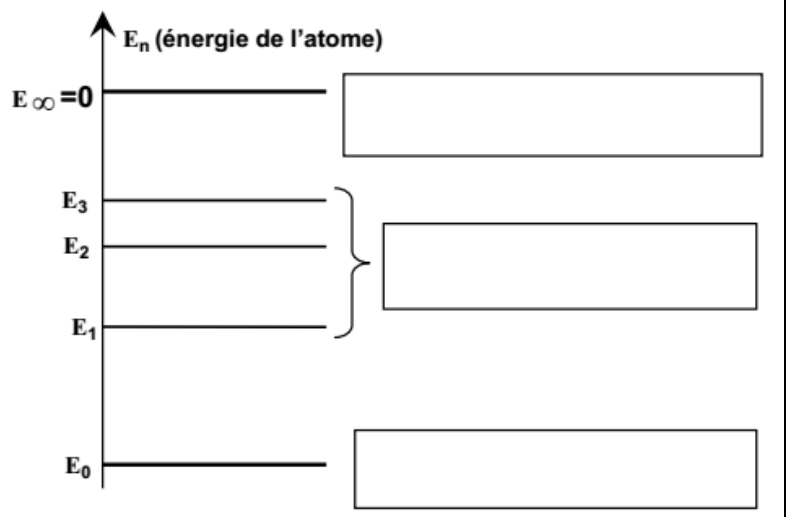 Eₙ (énergie de l'atome)
E ∞ =0
E₃
E₂
E₁
E₀